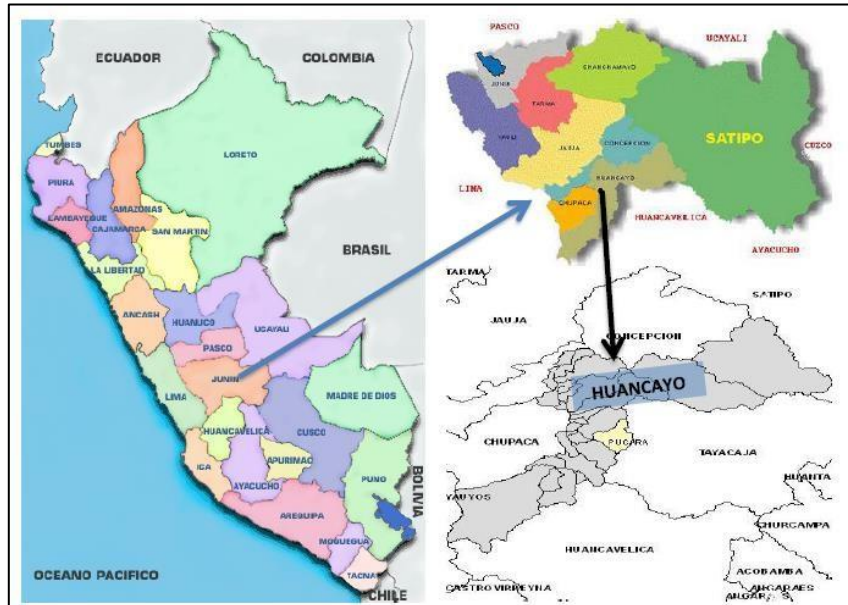 ECUADOR
COLOMBIA
TUMBES
LORETO
PIURA
AMAZONAS
LAMBAYEQUE
CAJAMARCA
SAN MARTIN
BRASIL
LA LIBERTAD
ANCASH
HUANUCO
UCAYALI
PASCO
JUNIN
LIMA
MADRE DE DIOS
HUANCAVELICA
CUSCO
ICA
APURIMAC
AYACUCHO
PUNO
BOLIVIA
AREQUIPA
MOQUEGUA
OCEANO PACIFICO
TACNA
CHILE
PASCO
UCAYALI
CHANCHAMAYO
JUNIN
TARMA
YAULI
SATIPO
JAUJA
CONCEPCION
CUZCO
HUANCAYO
LIMA
CHUPACA
HUANCAVELICA
AYACUCHO
TARMA
SATIPO
JAUJA
CONCEPCION
HUANCAYO
CHUPACA
PUCARA
TAYACAJA
HUANTA
YAUYOS
CHURCAMPA
HUANCAVELICA
ACOBAMBA
CASTROVIRREYNA
ANGARAES